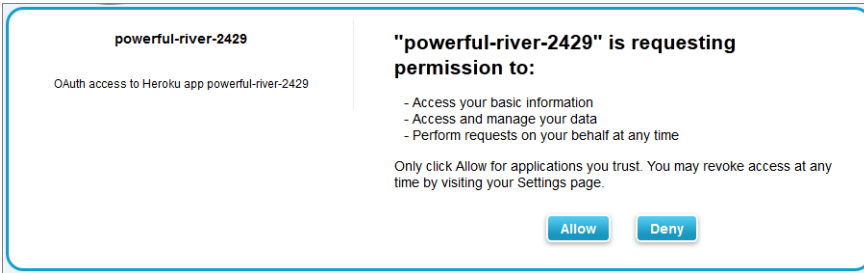 powerful-river-2429
OAuth access to Heroku app powerful-river-2429
"powerful-river-2429" is requesting
permission to:
- Access your basic information
- Access and manage your data
- Perform requests on your behalf at any time
Only click Allow for applications you trust. You may revoke access at any
time by visiting your Settings page.
Allow Deny